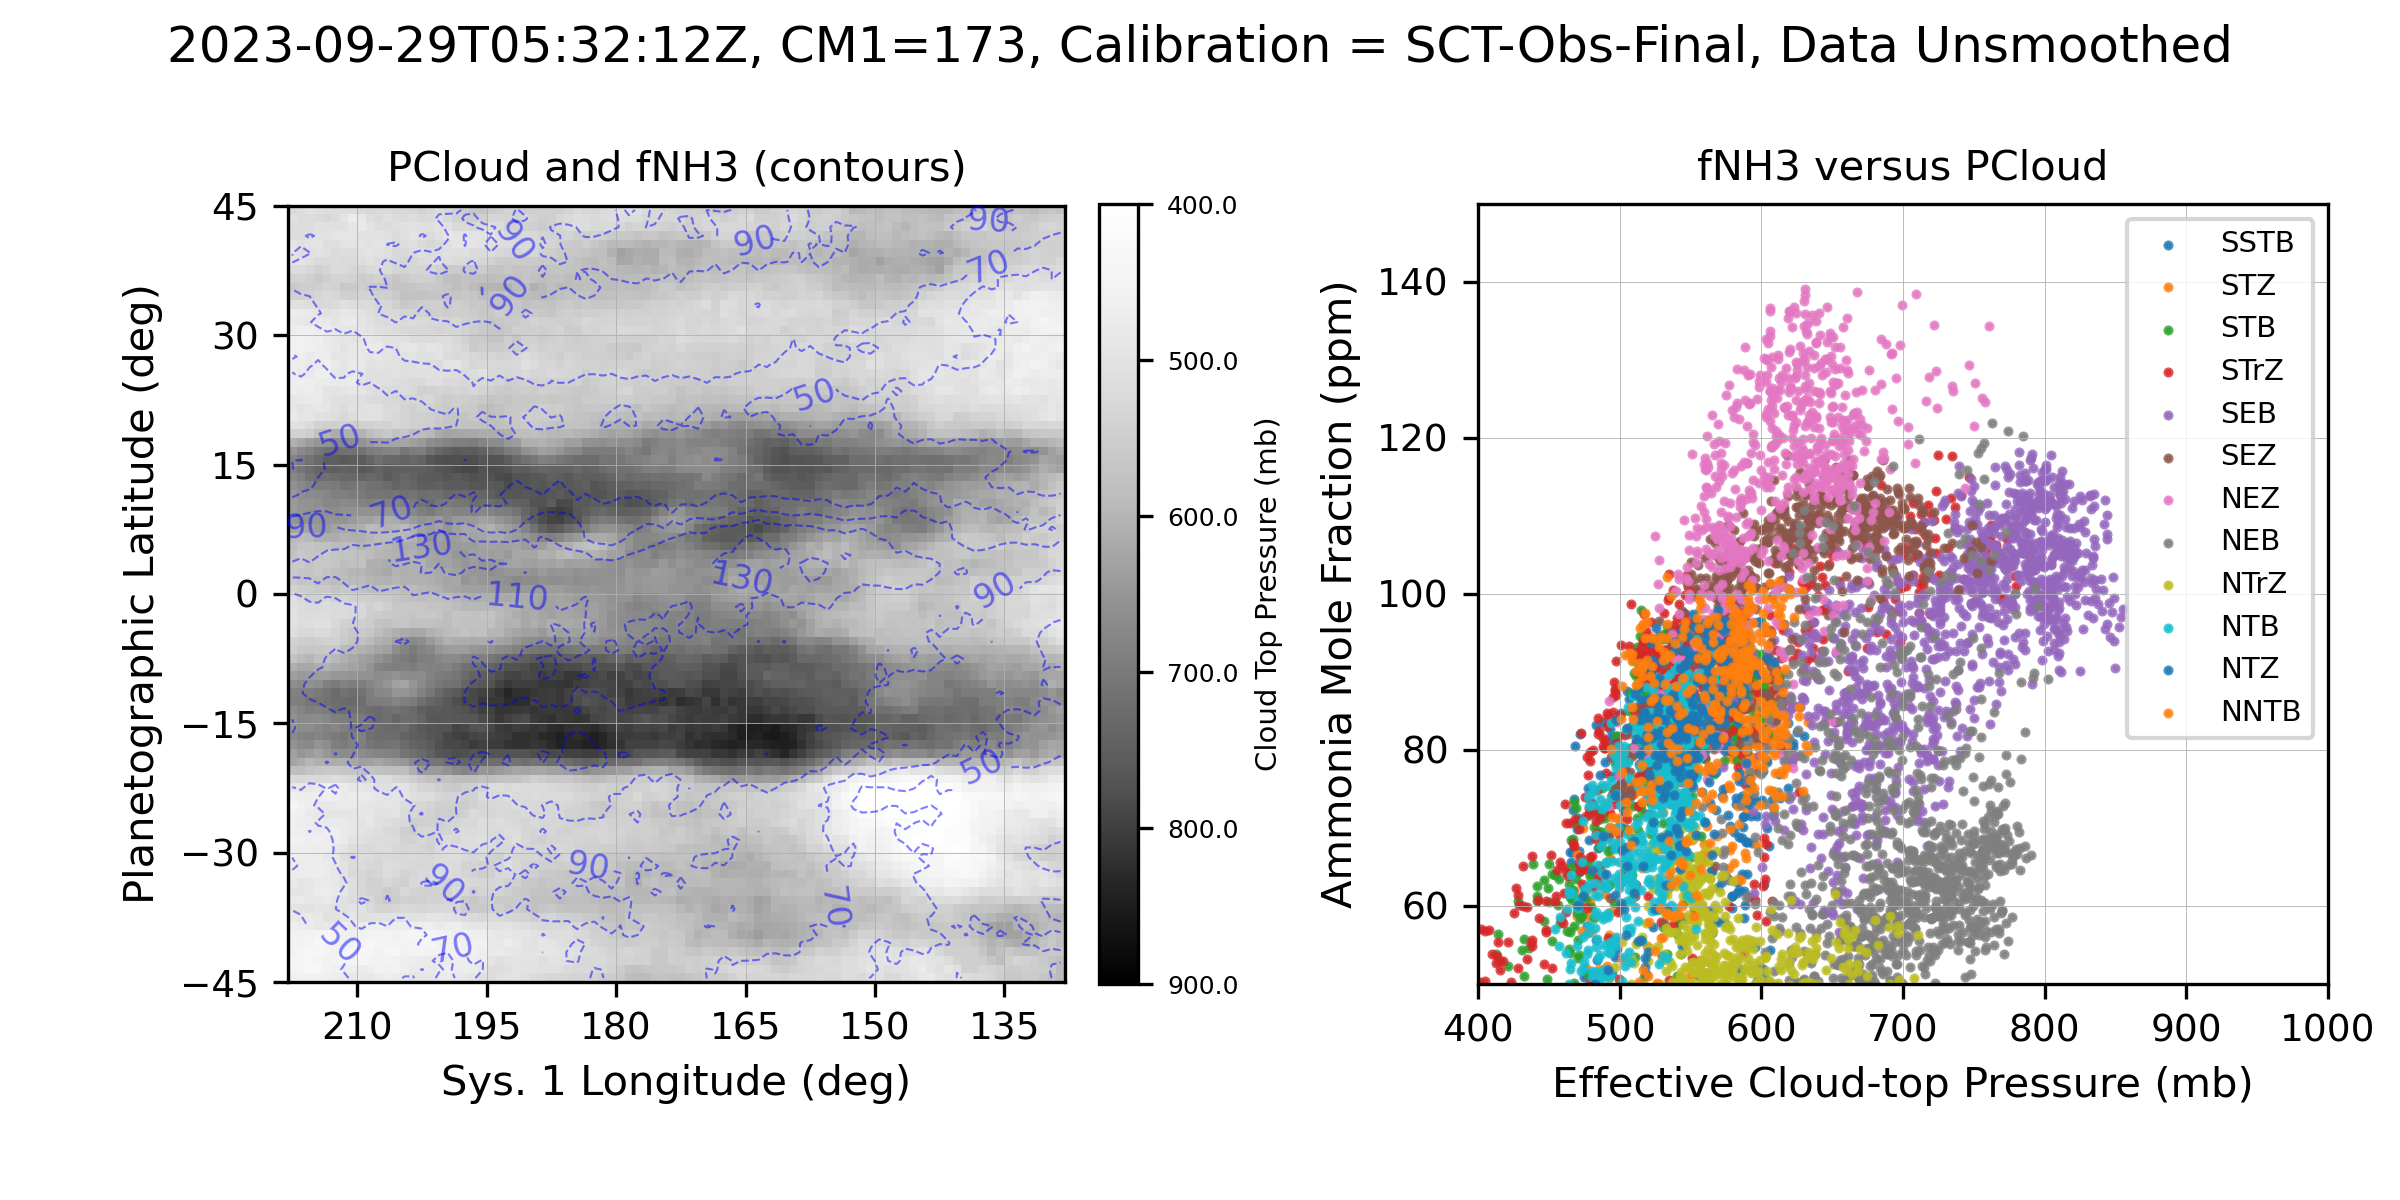 2023-09-29T05:32:12Z, CM1=173, Calibration = SCT-Obs-Final, Data Unsmoothed
PCloud and fNH3 (contours)
45
30
15
0
−15
−30
−45
Planetographic Latitude (deg)
210
195
180
165
150
135
Sys. 1 Longitude (deg)
90
90
90
90
70
50
50
70
90
130
110
130
90
50
90
90
70
50
70
400.0
500.0
600.0
700.0
800.0
900.0
Cloud Top Pressure (mb)
fNH3 versus PCloud
140
120
100
80
60
Ammonia Mole Fraction (ppm)
400
500
600
700
800
900
1000
Effective Cloud-top Pressure (mb)
SSTB
STZ
STB
STrZ
SEB
SEZ
NEZ
NEB
NTrZ
NTB
NTZ
NNTB